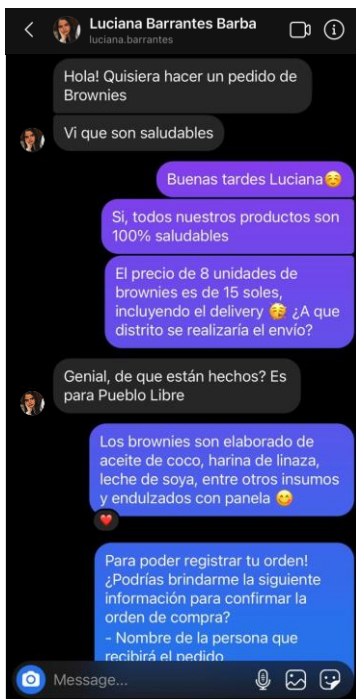 Luciana Barrantes Barba
luciana.barrantes
Hola! Quisiera hacer un pedido de
Brownies
Vi que son saludables
Buenas tardes Luciana☺️
Si, todos nuestros productos son
100% saludables
El precio de 8 unidades de
brownies es de 15 soles,
incluyendo el delivery 🥳 ¿A que
distrito se realizaría el envío?
Genial, de que están hechos? Es
para Pueblo Libre
Los brownies son elaborado de
aceite de coco, harina de linaza,
leche de soya, entre otros insumos
y endulzados con panela 😋
Para poder registrar tu orden!
¿Podrías brindarme la siguiente
información para confirmar la
orden de compra?
- Nombre de la persona que
recibirá el pedido
Message...